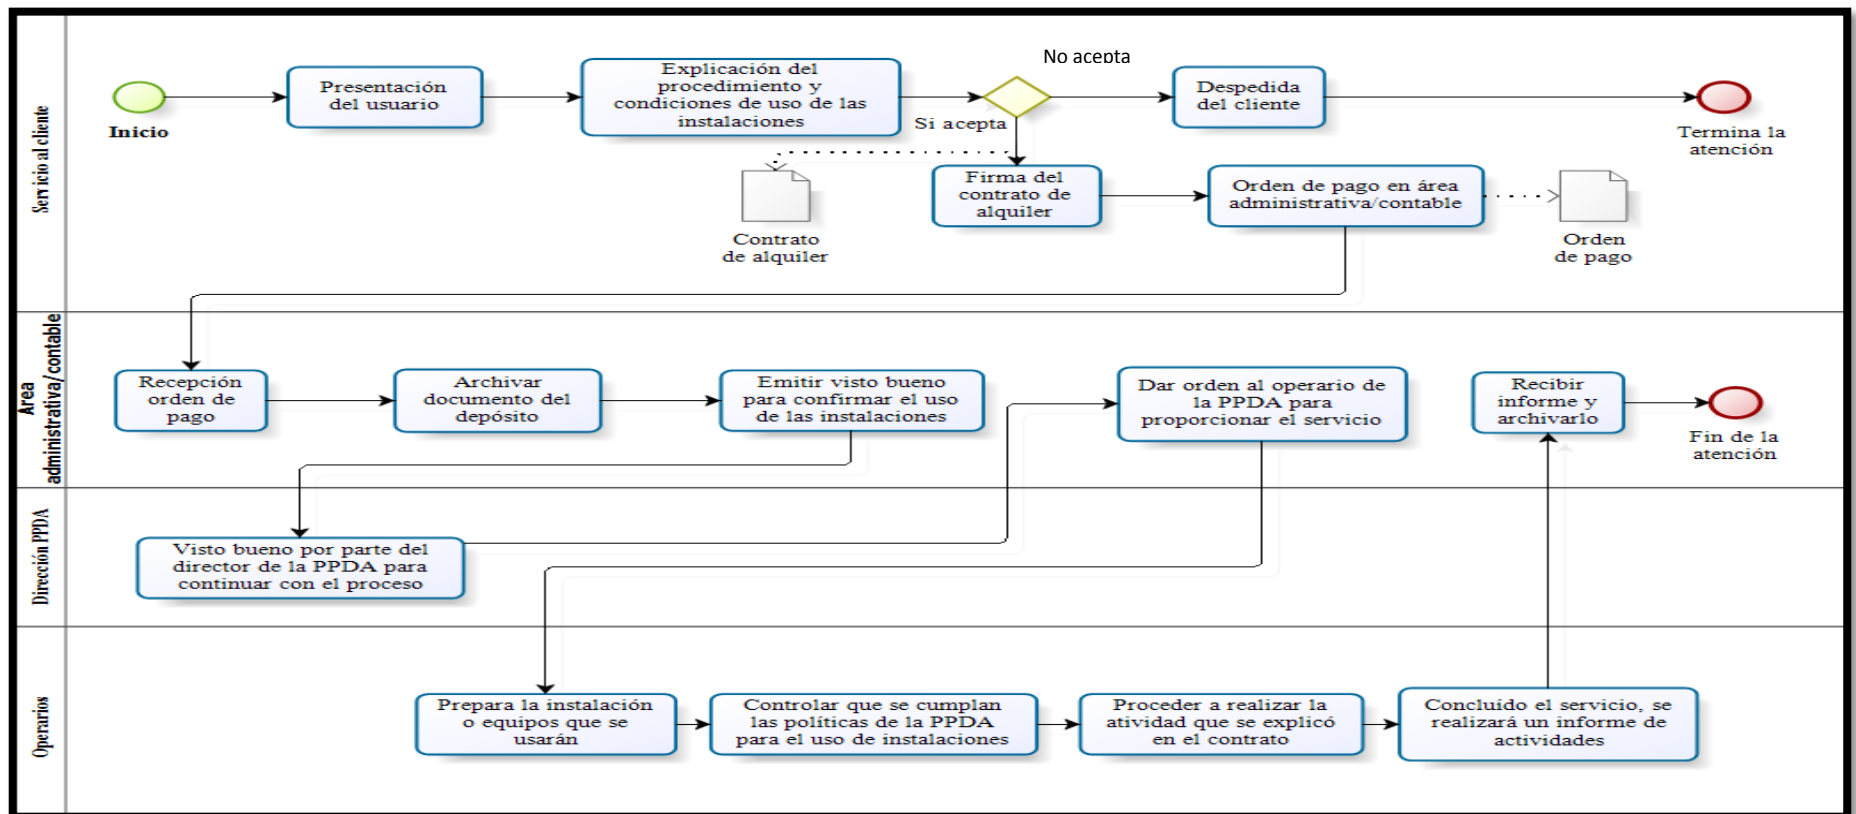 Servicio al cliente
Inicio
Presentación
del usuario
Explicación del
procedimiento y
condiciones de uso de las
instalaciones
No acepta
Si acepta
Despedida
del cliente
Termina la
atención
Contrato
de alquiler
Firma del
contrato de
alquiler
Orden de pago en área
administrativa/contable
Orden
de pago
Área
administrativa/contable
Recepción
orden de
pago
Archivar
documento del
depósito
Emitir visto bueno
para confirmar el uso
de las instalaciones
Dar orden al operario de
la PPDA para
proporcionar el servicio
Recibir
informe y
archivarlo
Fin de la
atención
Dirección PPDA
Visto bueno por parte del
director de la PPDA para
continuar con el proceso
Operarios
Prepara la instalación
o equipos que se
usarán
Controlar que se cumplan
las políticas de la PPDA
para el uso de instalaciones
Proceder a realizar la
atividad que se explicó
en el contrato
Concluído el servicio, se
realizará un informe de
actividades